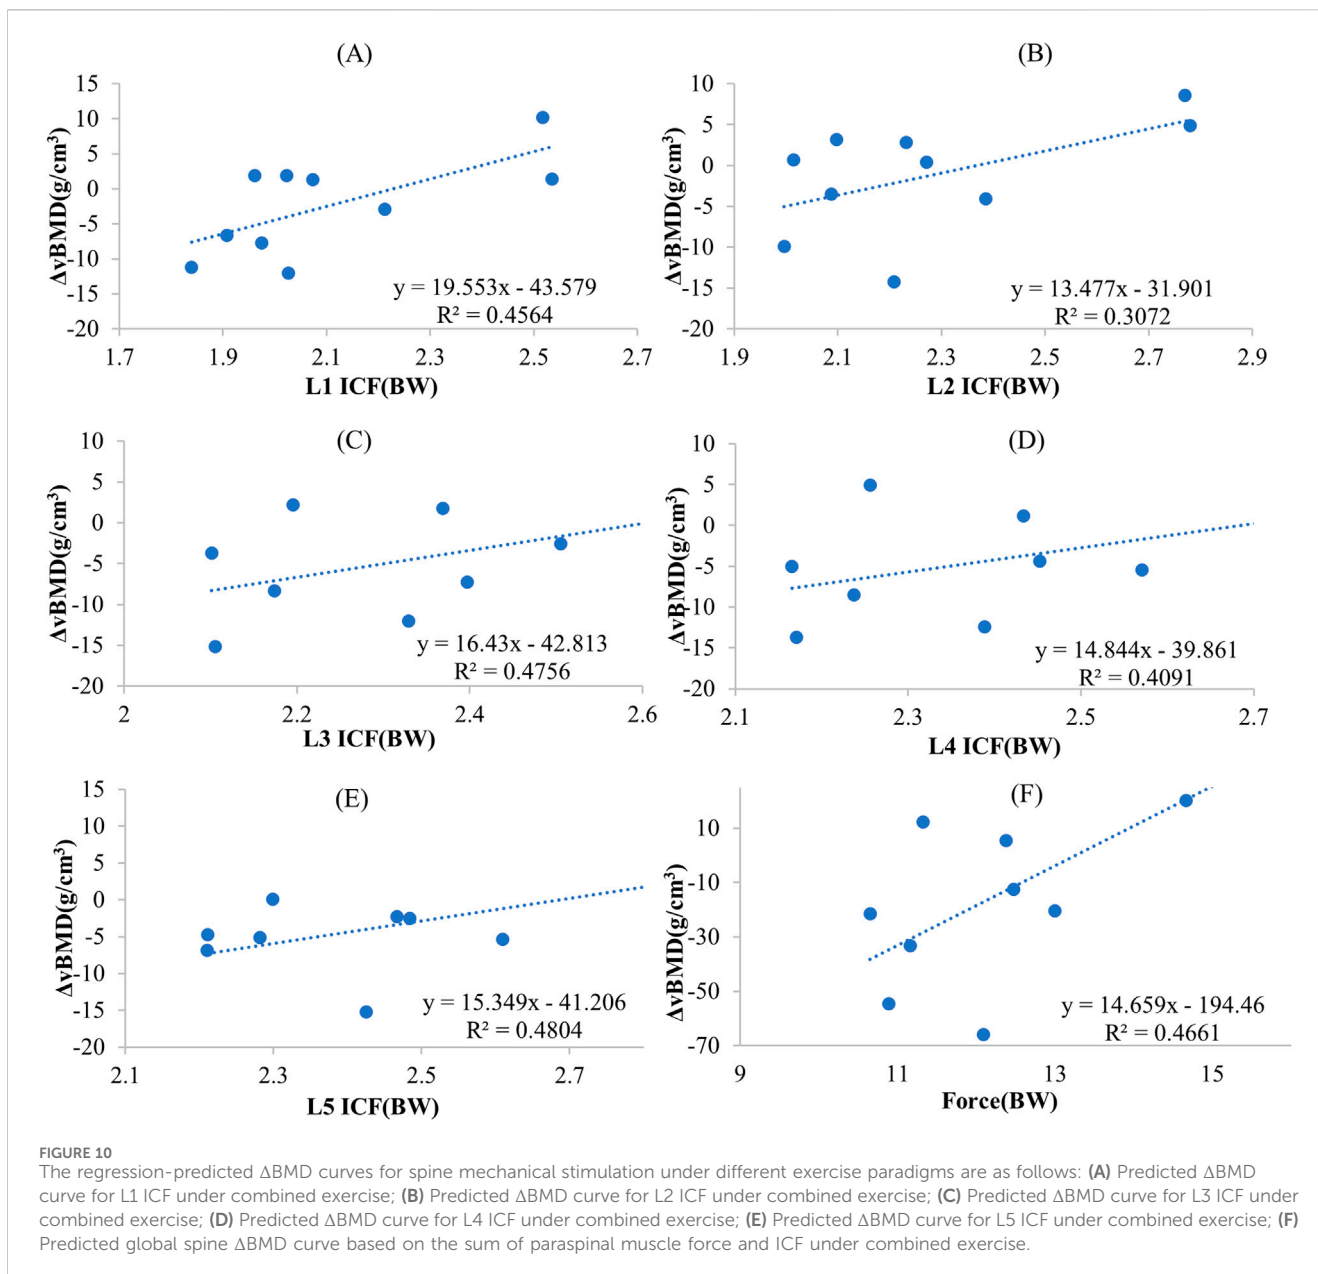 (A)
15
10
5
0
-5
-10
-15
-20
ΔvBMD(g/cm³)
y = 19.553x - 43.579
R² = 0.4564
1.7 1.9 2.1 2.3 2.5 2.7
L1 ICF(BW)
(B)
10
5
0
-5
-10
-15
-20
ΔvBMD(g/cm³)
y = 13.477x - 31.901
R² = 0.3072
1.9 2.1 2.3 2.5 2.7 2.9
L2 ICF(BW)
(C)
10
5
0
-5
-10
-15
-20
ΔvBMD(g/cm³)
y = 16.43x - 42.813
R² = 0.4756
2 2.2 2.4 2.6
L3 ICF(BW)
(D)
10
5
0
-5
-10
-15
-20
ΔvBMD(g/cm³)
y = 14.844x - 39.861
R² = 0.4091
2.1 2.3 2.5 2.7
L4 ICF(BW)
(E)
15
10
5
0
-5
-10
-15
-20
ΔvBMD(g/cm³)
y = 15.349x - 41.206
R² = 0.4804
2.1 2.3 2.5 2.7
L5 ICF(BW)
(F)
10
-10
-30
-50
-70
ΔvBMD(g/cm³)
y = 14.659x - 194.46
R² = 0.4661
9 11 13 15
Force(BW)
FIGURE 10
The regression-predicted ΔBMD curves for spine mechanical stimulation under different exercise paradigms are as follows: (A) Predicted ΔBMD
curve for L1 ICF under combined exercise; (B) Predicted ΔBMD curve for L2 ICF under combined exercise; (C) Predicted ΔBMD curve for L3 ICF under
combined exercise; (D) Predicted ΔBMD curve for L4 ICF under combined exercise; (E) Predicted ΔBMD curve for L5 ICF under combined exercise; (F)
Predicted global spine ΔBMD curve based on the sum of paraspinal muscle force and ICF under combined exercise.